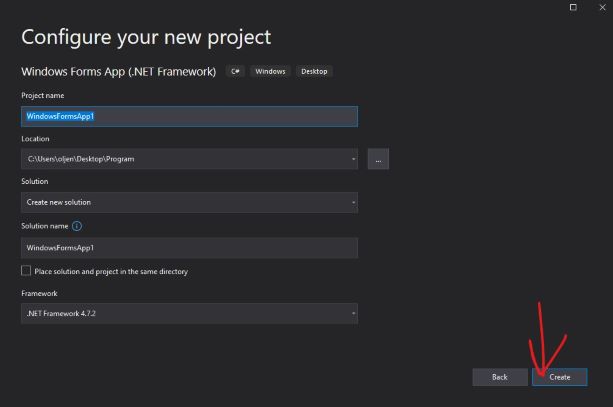 Configure your new project
Windows Forms App (.NET Framework) C# Windows Desktop
Project name
WindowsFormsApp1
Location
C:\Users\oljen\Desktop\Program
...
Solution
Create new solution
Solution name
WindowsFormsApp1
Place solution and project in the same directory
Framework
.NET Framework 4.7.2
Back Create